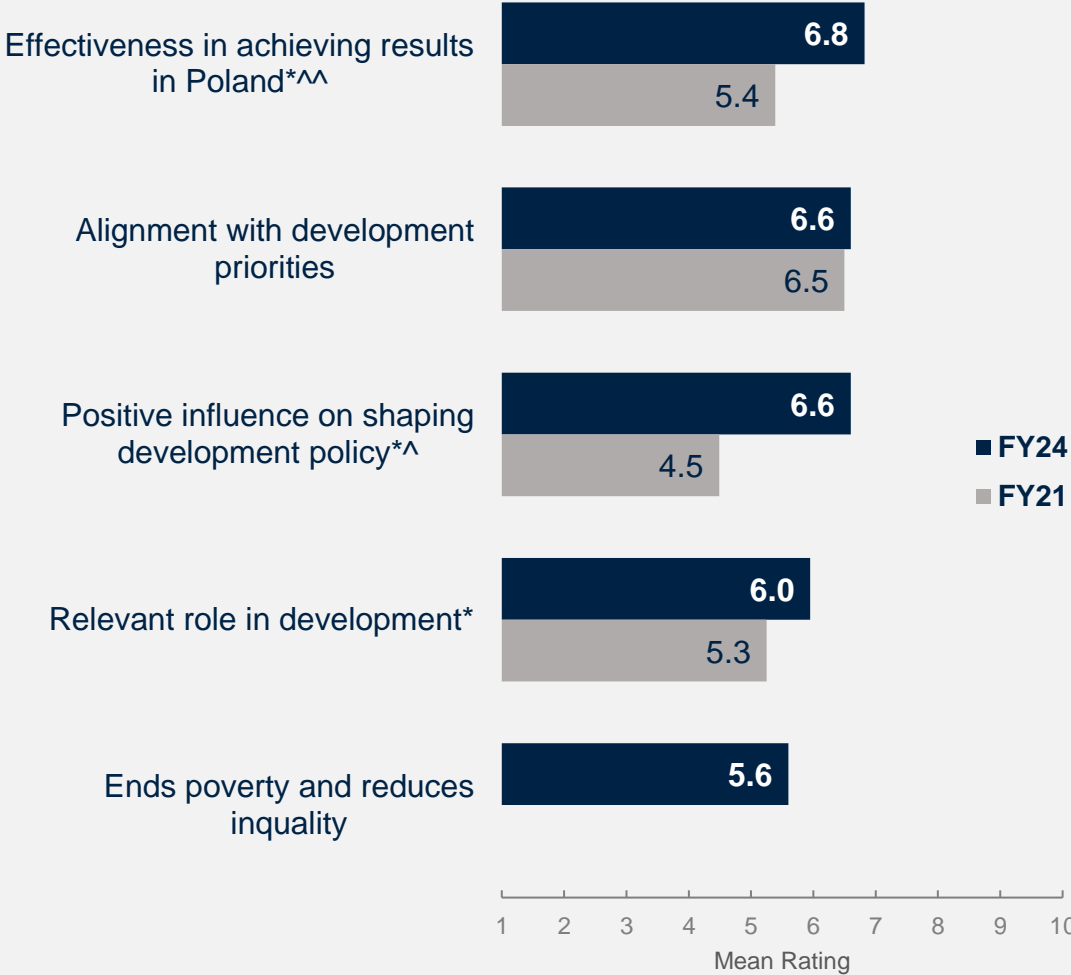 Effectiveness in achieving results
in Poland*^^
6.8
5.4
Alignment with development
priorities
6.6
6.5
Positive influence on shaping
development policy*^
6.6
4.5
FY24
FY21
Relevant role in development*
6.0
5.3
Ends poverty and reduces
inquality
5.6
1 2 3 4 5 6 7 8 9 10
Mean Rating